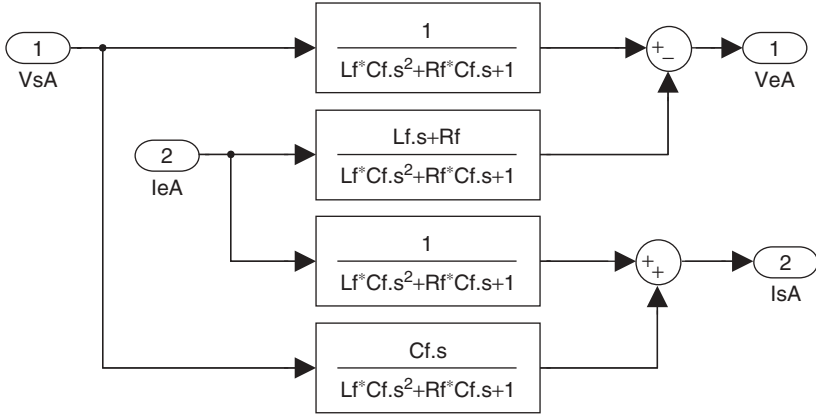 1
VsA
1
Lf*Cf.s²+Rf*Cf.s+1
+
−
1
VeA
2
IeA
Lf.s+Rf
Lf*Cf.s²+Rf*Cf.s+1
1
Lf*Cf.s²+Rf*Cf.s+1
+
+
2
IsA
Cf.s
Lf*Cf.s²+Rf*Cf.s+1